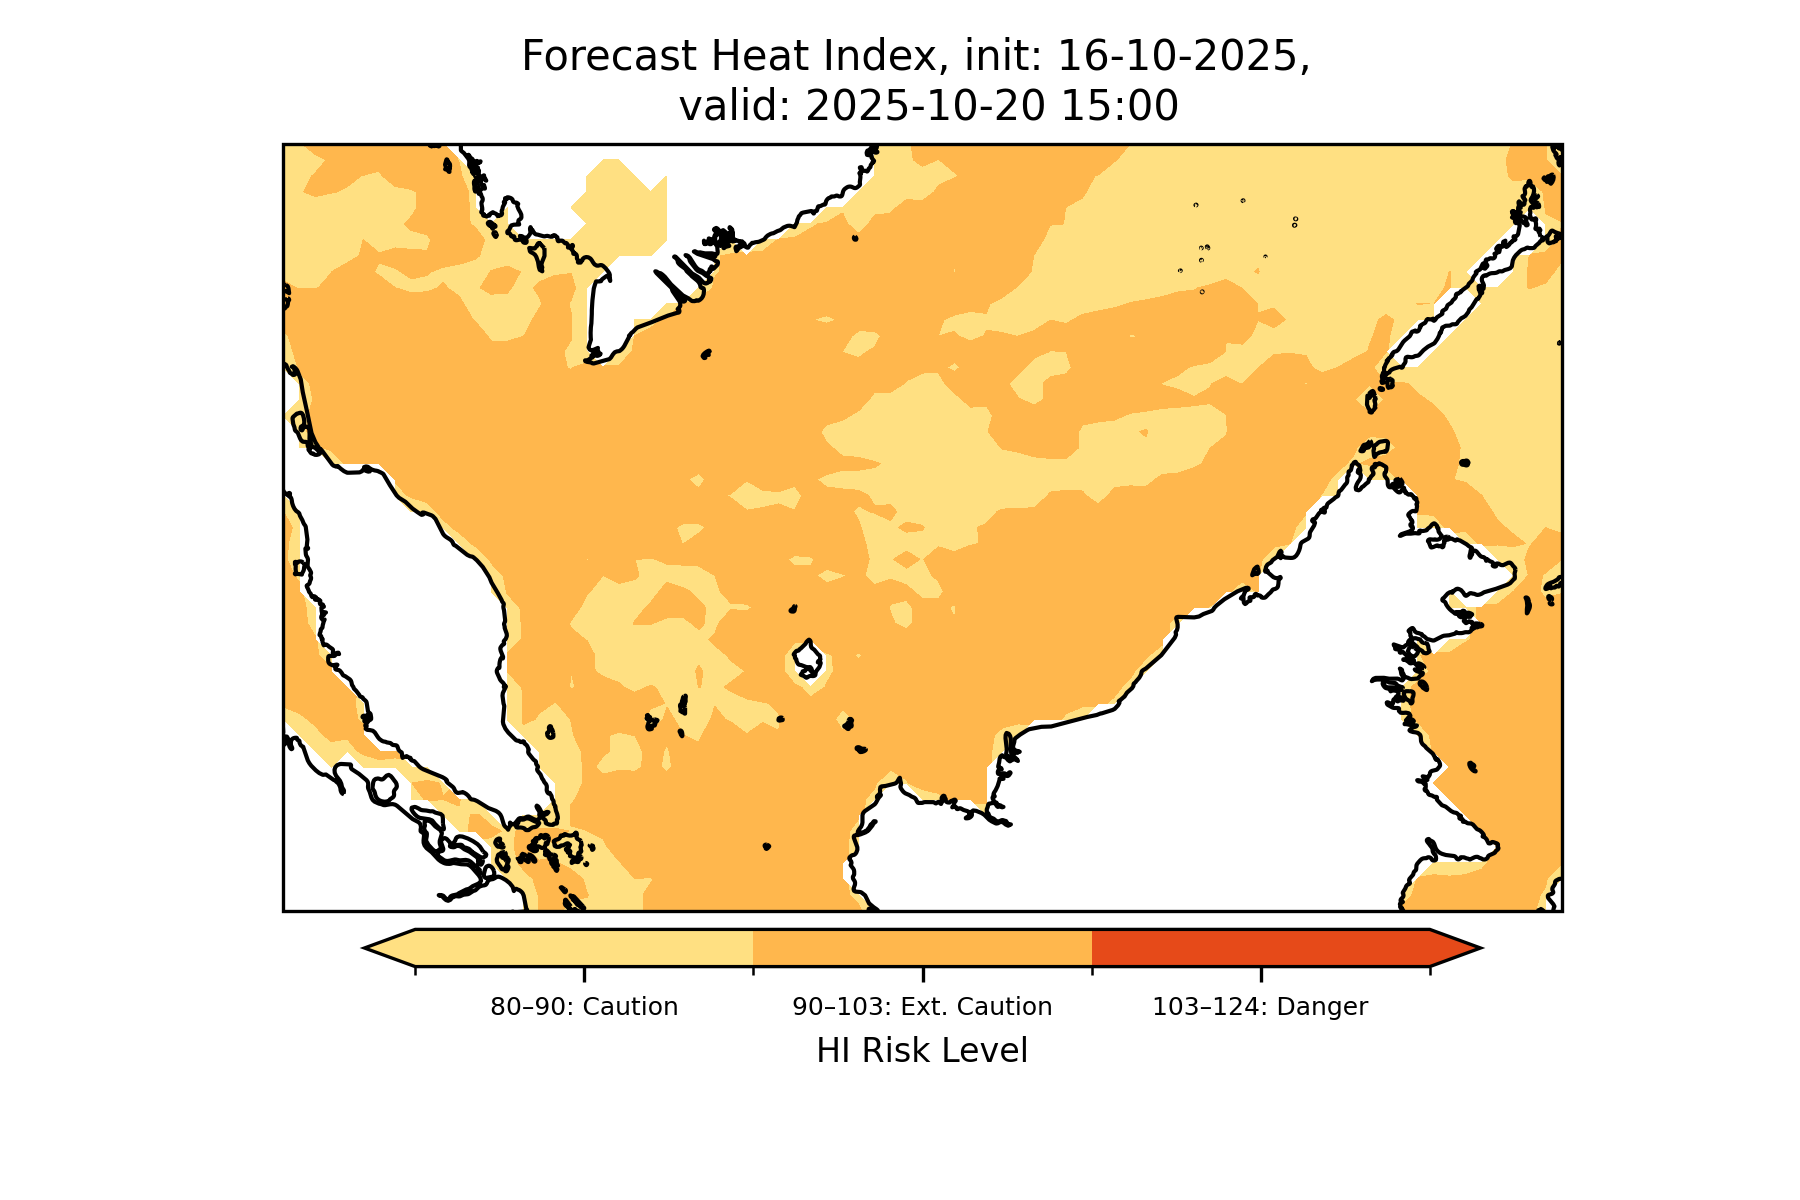 Forecast Heat Index, init: 16-10-2025,
valid: 2025-10-20 15:00
80–90: Caution
90–103: Ext. Caution
103–124: Danger
HI Risk Level